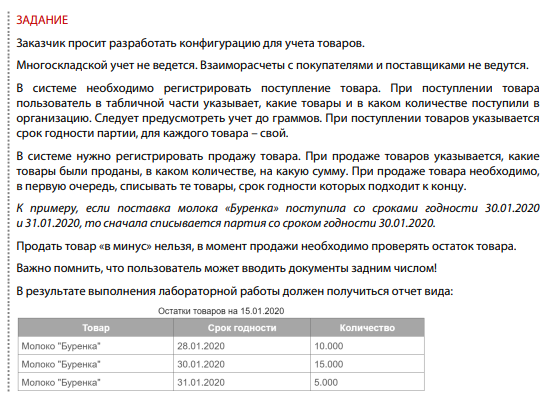 ЗАДАНИЕ
Заказчик просит разработать конфигурацию для учета товаров.
Многоскладской учет не ведется. Взаиморасчеты с покупателями и поставщиками не ведутся.
В системе необходимо регистрировать поступление товара. При поступлении товара
пользователь в табличной части указывает, какие товары и в каком количестве поступили в
организацию. Следует предусмотреть учет до граммов. При поступлении товаров указывается
срок годности партии, для каждого товара – свой.
В системе нужно регистрировать продажу товара. При продаже товаров указывается, какие
товары были проданы, в каком количестве, на какую сумму. При продаже товара необходимо,
в первую очередь, списывать те товары, срок годности которых подходит к концу.
К примеру, если поставка молока «Буренка» поступила со сроками годности 30.01.2020
и 31.01.2020, то сначала списывается партия со сроком годности 30.01.2020.
Продать товар «в минус» нельзя, в момент продажи необходимо проверять остаток товара.
Важно помнить, что пользователь может вводить документы задним числом!
В результате выполнения лабораторной работы должен получиться отчет вида:
Остатки товаров на 15.01.2020
Товар Срок годности Количество
Молоко "Буренка" 28.01.2020 10.000
Молоко "Буренка" 30.01.2020 15.000
Молоко "Буренка" 31.01.2020 5.000